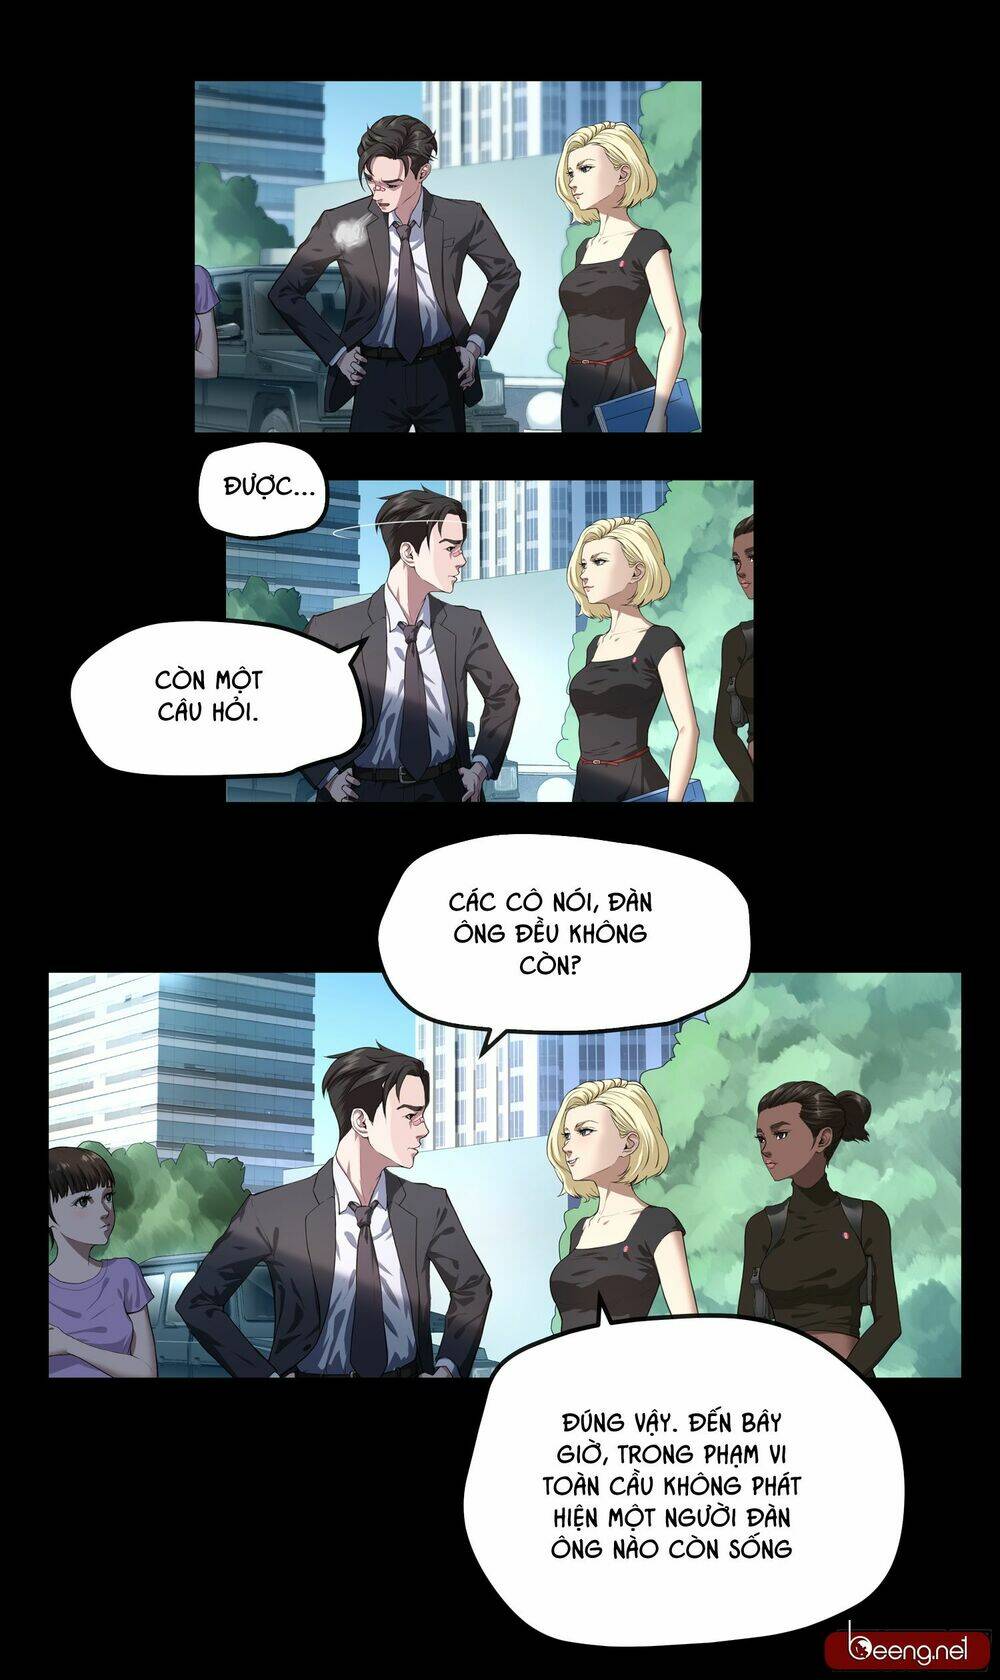 ĐƯỢC...
CÒN MỘT
CÂU HỎI.
CÁC CÔ NÓI, ĐÀN
ÔNG ĐỀU KHÔNG
CÒN?
ĐÚNG VẬY. ĐẾN BÂY
GIỜ, TRONG PHẠM VI
TOÀN CẦU KHÔNG PHÁT
HIỆN MỘT NGƯỜI ĐÀN
ÔNG NÀO CÒN SỐNG
beeng.net